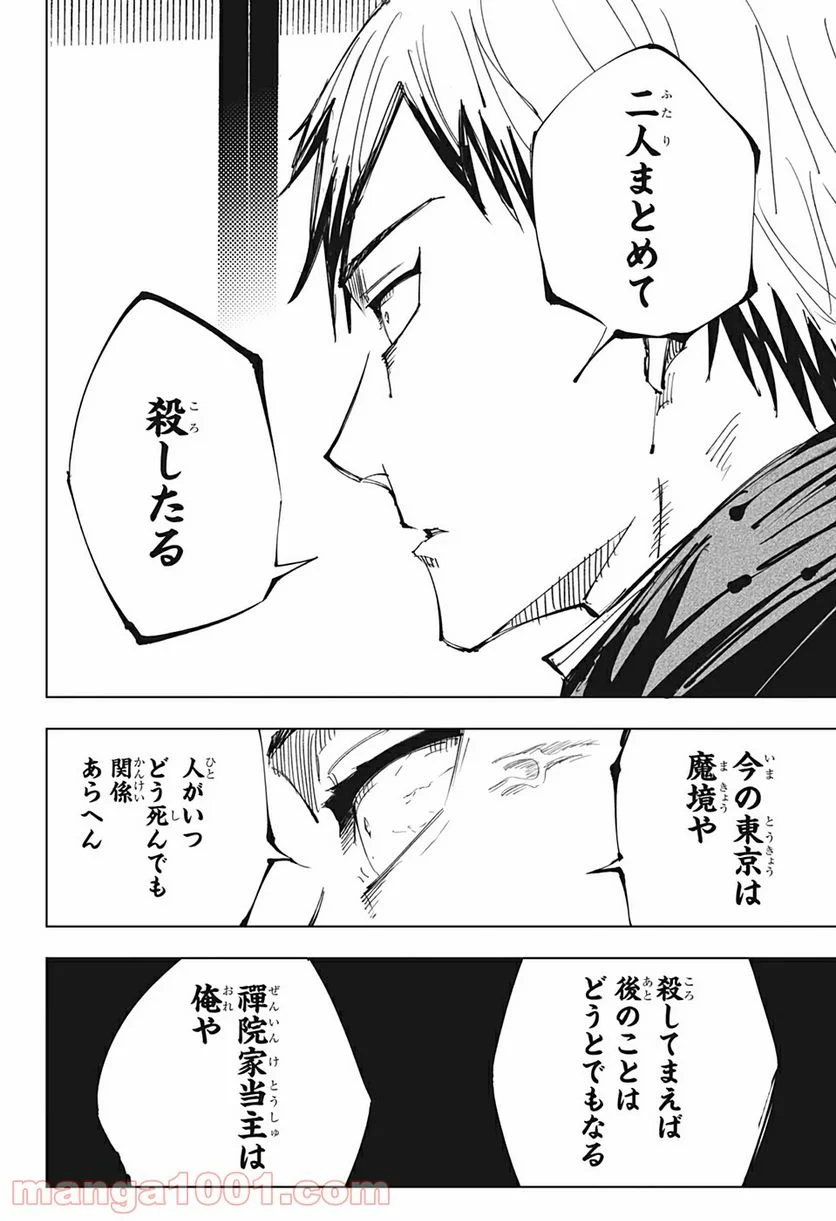 二人まとめて
殺したる
今の東京は
魔境や
人がいつ
どう死んでも
関係
あらへん
殺してまえば
後のことは
どうとでもなる
禪院家当主は
俺や
manga1001.com